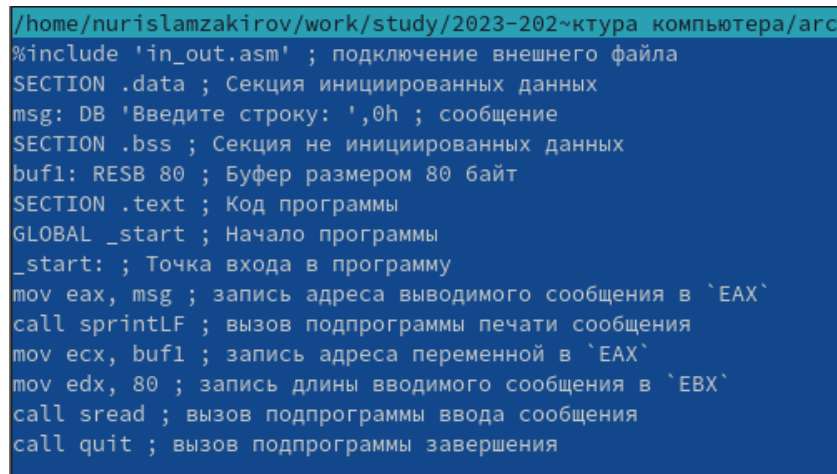 /home/nurislamzakirov/work/study/2023-202~ктура компьютера/arc
%include 'in_out.asm' ; подключение внешнего файла
SECTION .data ; Секция инициированных данных
msg: DB 'Введите строку: ',0h ; сообщение
SECTION .bss ; Секция не инициированных данных
buf1: RESB 80 ; Буфер размером 80 байт
SECTION .text ; Код программы
GLOBAL _start ; Начало программы
_start: ; Точка входа в программу
mov eax, msg ; запись адреса выводимого сообщения в `EAX`
call sprintLF ; вызов подпрограммы печати сообщения
mov ecx, buf1 ; запись адреса переменной в `EAX`
mov edx, 80 ; запись длины вводимого сообщения в `EBX`
call sread ; вызов подпрограммы ввода сообщения
call quit ; вызов подпрограммы завершения